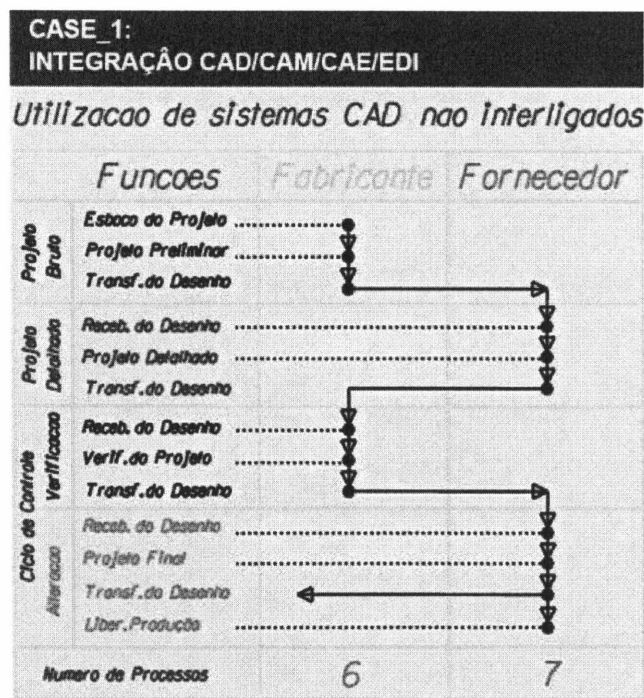 CASE_1:
INTEGRAÇÂO CAD/CAM/CAE/EDI
Utilizacao de sistemas CAD nao interligados
Funcoes Fabricante Fornecedor
Projeto Bruto
Esboco do Projeto
Projeto Preliminar
Transf.do Desenho
Projeto Detalhado
Receb. do Desenho
Projeto Detalhado
Transf.do Desenho
Ciclo de Controle
Verificacao
Receb. do Desenho
Verif.do Projeto
Transf.do Desenho
Alteracao
Receb. do Desenho
Projeto Final
Transf.do Desenho
Liber.Produção
Numero de Processos 6 7